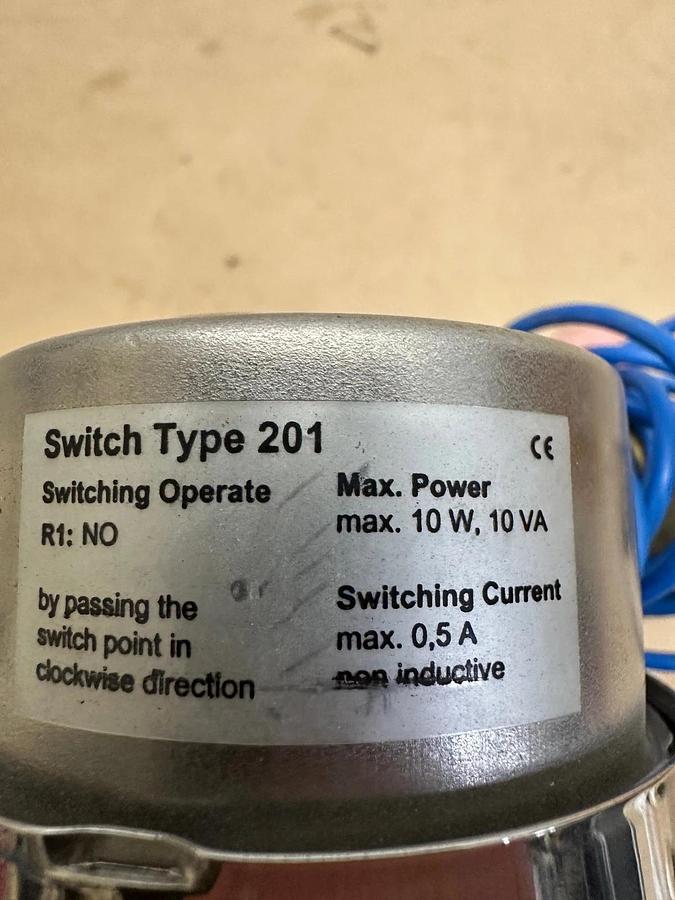 Switch Type 201
CE
Switching Operate
R1: NO
by passing the
switch point in
clockwise direction
Max. Power
max. 10 W, 10 VA
Switching Current
max. 0,5 A
non inductive